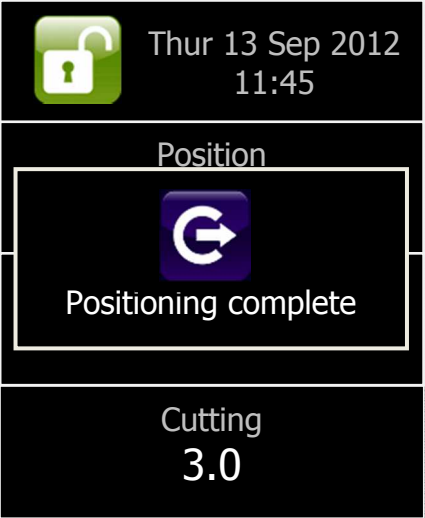 Thur 13 Sep 2012
11:45
Position
Positioning complete
Cutting
3.0